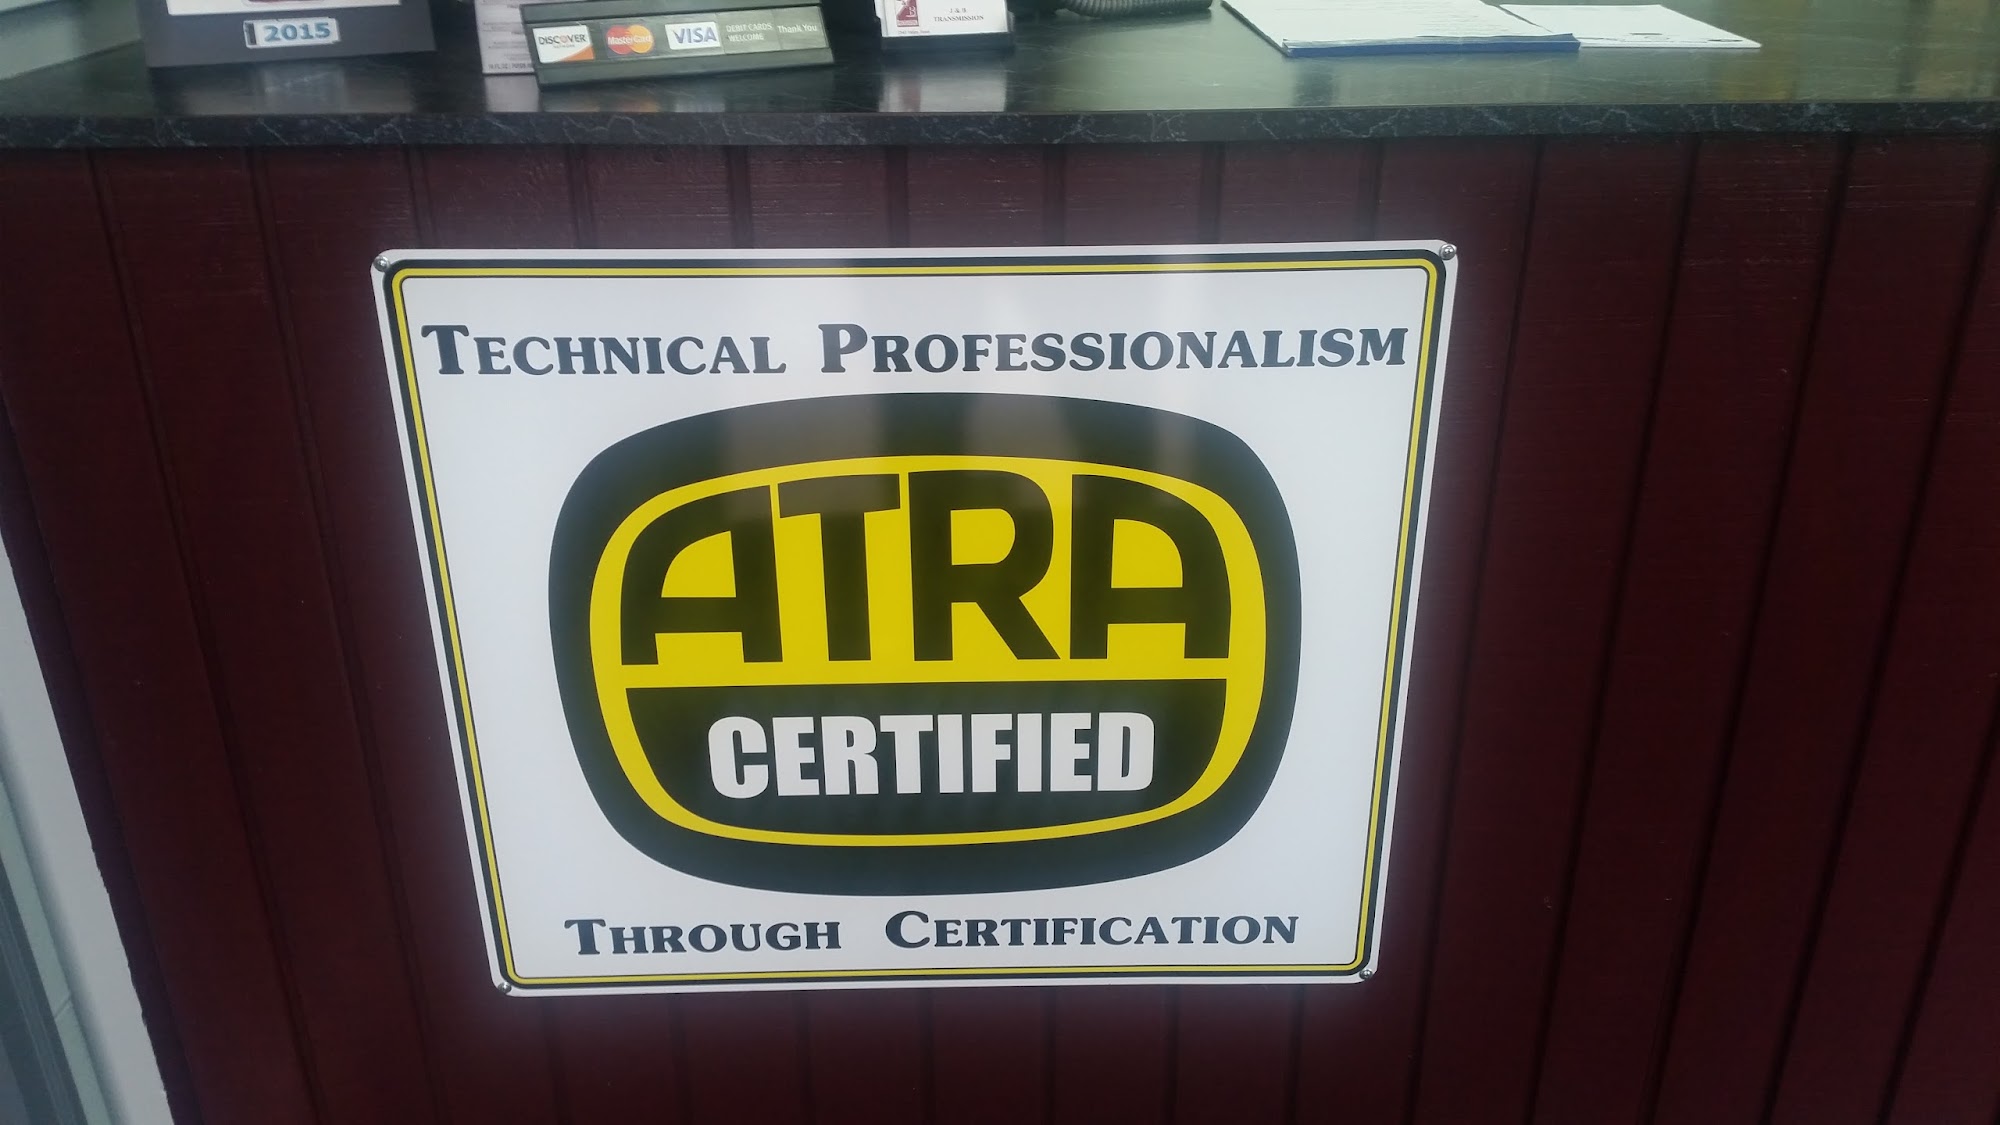 2015
DISCOVER
MasterCard
VISA
DEBIT CARDS
WELCOME
Thank You
TRANSMISSION
TECHNICAL PROFESSIONALISM
ATRA
CERTIFIED
THROUGH CERTIFICATION